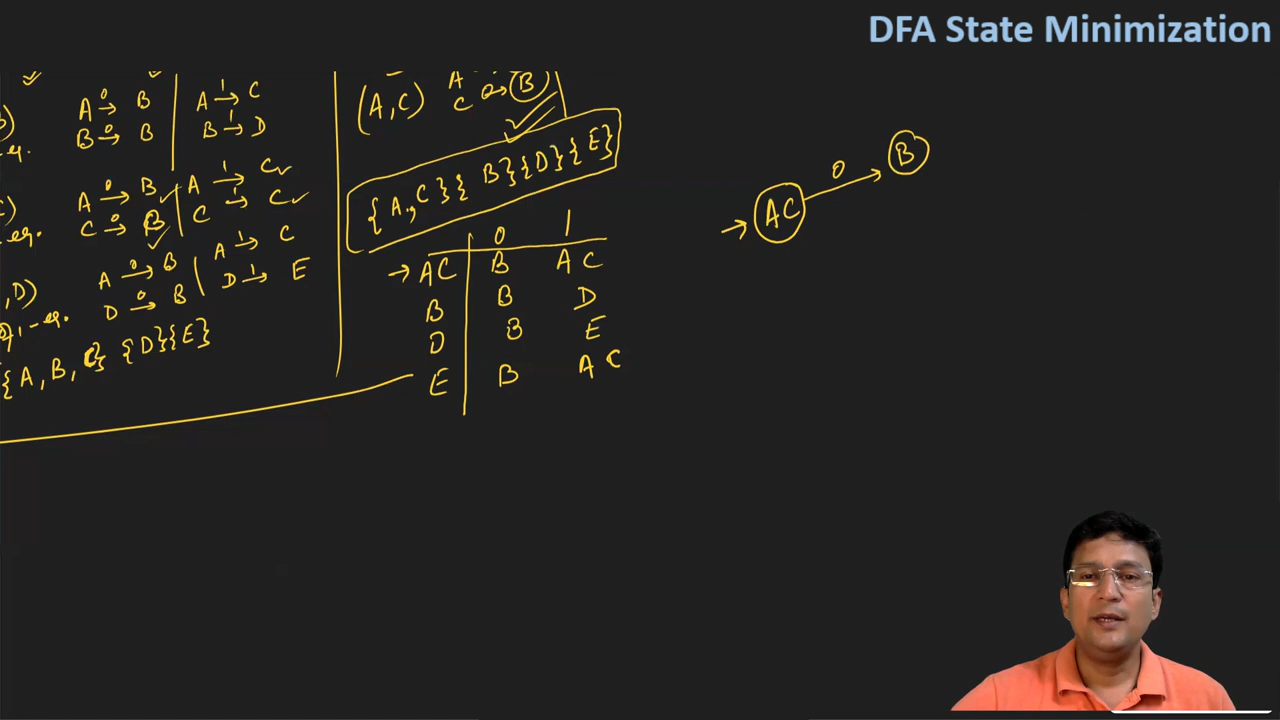 DFA State Minimization
A 0→ B | A 1→ C
B 0→ B | B 1→ D
A 0→ B | A 1→ C
C 0→ B | C 1→ C
A 0→ B | A 1→ C
D 0→ B | D 1→ E
,D)
{A, B, C} {D}{E}
(A,C) A
C 0→ B
{A,C}{B}{D}{E}
0 1
→ AC B AC
B B D
D B E
E B AC
→ AC 0→ B